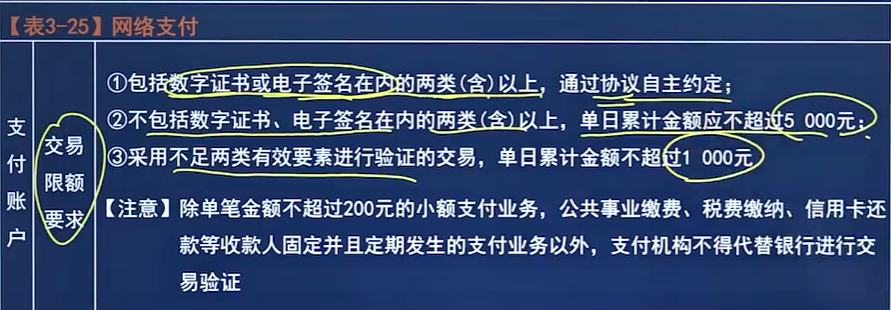 【表3-25】网络支付
支付账户
交易限额要求
①包括数字证书或电子签名在内的两类(含)以上，通过协议自主约定；
②不包括数字证书、电子签名在内的两类(含)以上，单日累计金额应不超过5 000元；
③采用不足两类有效要素进行验证的交易，单日累计金额不超过1 000元
【注意】除单笔金额不超过200元的小额支付业务，公共事业缴费、税费缴纳、信用卡还
款等收款人固定并且定期发生的支付业务以外，支付机构不得代替银行进行交
易验证